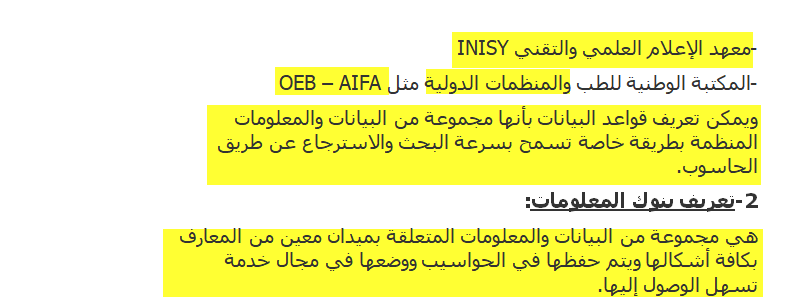 -معهد الإعلام العلمي والتقني INISY
-المكتبة الوطنية للطب والمنظمات الدولية مثل OEB – AIFA
ويمكن تعريف قواعد البيانات بأنها مجموعة من البيانات والمعلومات
المنظمة بطريقة خاصة تسمح بسرعة البحث والاسترجاع عن طريق
الحاسوب.
2-تعريف بنوك المعلومات:
هي مجموعة من البيانات والمعلومات المتعلقة بميدان معين من المعارف
بكافة أشكالها ويتم حفظها في الحواسيب ووضعها في مجال خدمة
تسهل الوصول إليها.